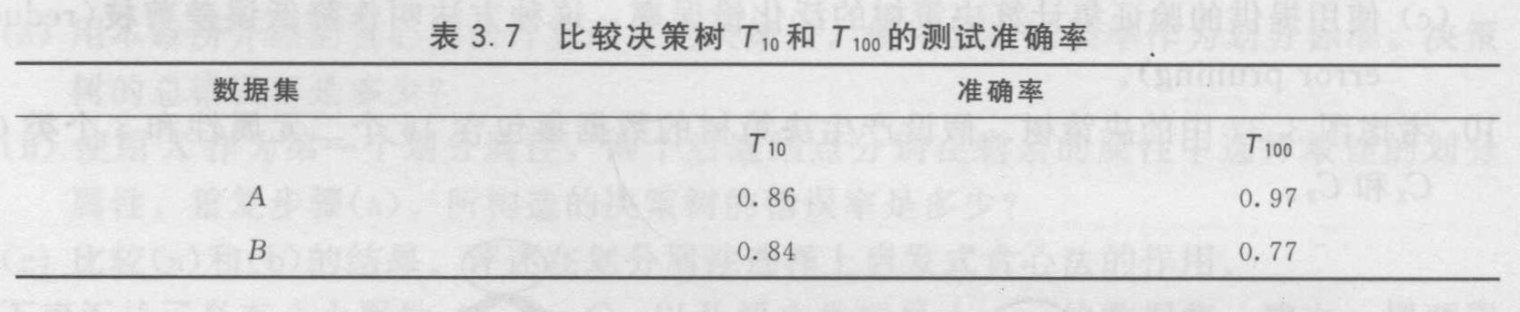 表 3.7 比较决策树 T10 和 T100 的测试准确率
数据集 准确率
T10 T100
A 0.86 0.97
B 0.84 0.77